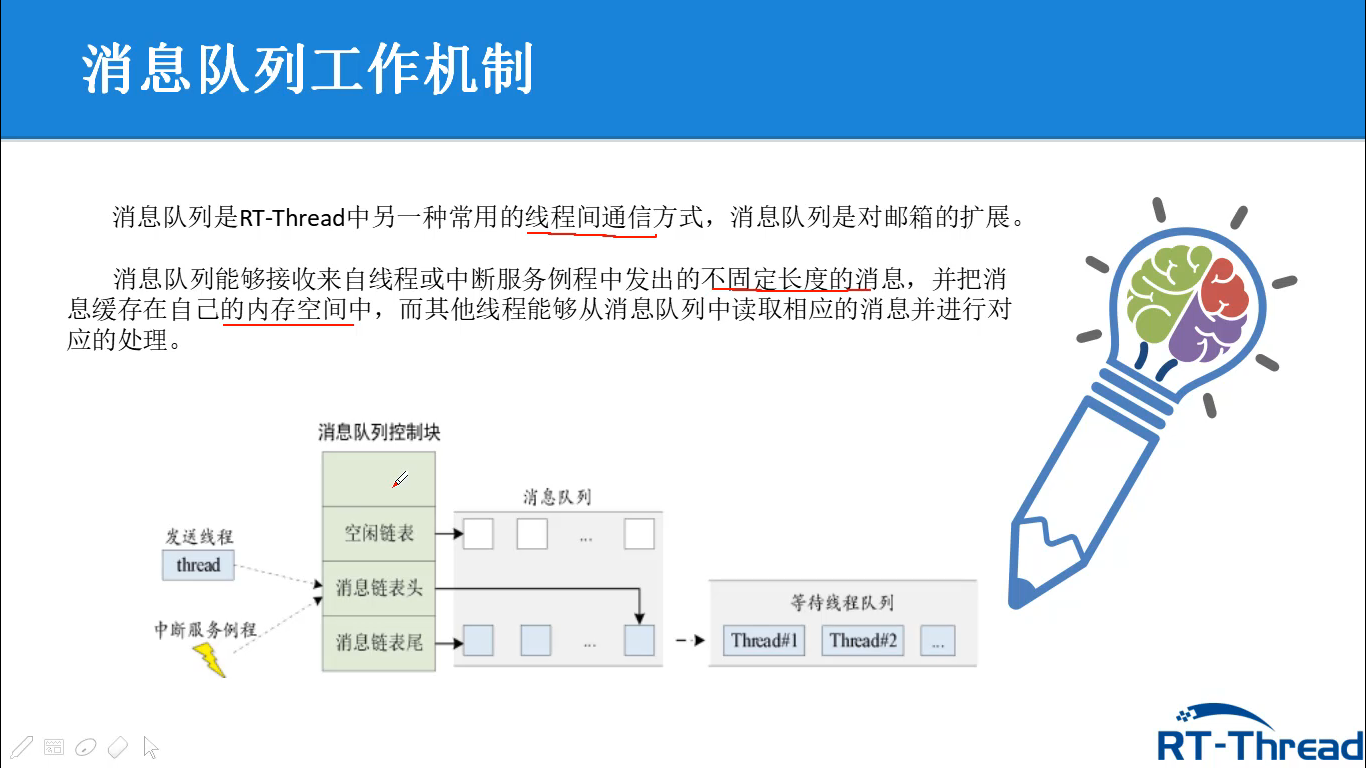 消息队列工作机制
消息队列是RT-Thread中另一种常用的线程间通信方式，消息队列是对邮箱的扩展。
消息队列能够接收来自线程或中断服务例程中发出的不固定长度的消息，并把消
息缓存在自己的内存空间中，而其他线程能够从消息队列中读取相应的消息并进行对
应的处理。
消息队列控制块
消息队列
发送线程
thread
空闲链表
...
消息链表头
等待线程队列
中断服务例程
消息链表尾
...
Thread#1
Thread#2
...
RT-Thread